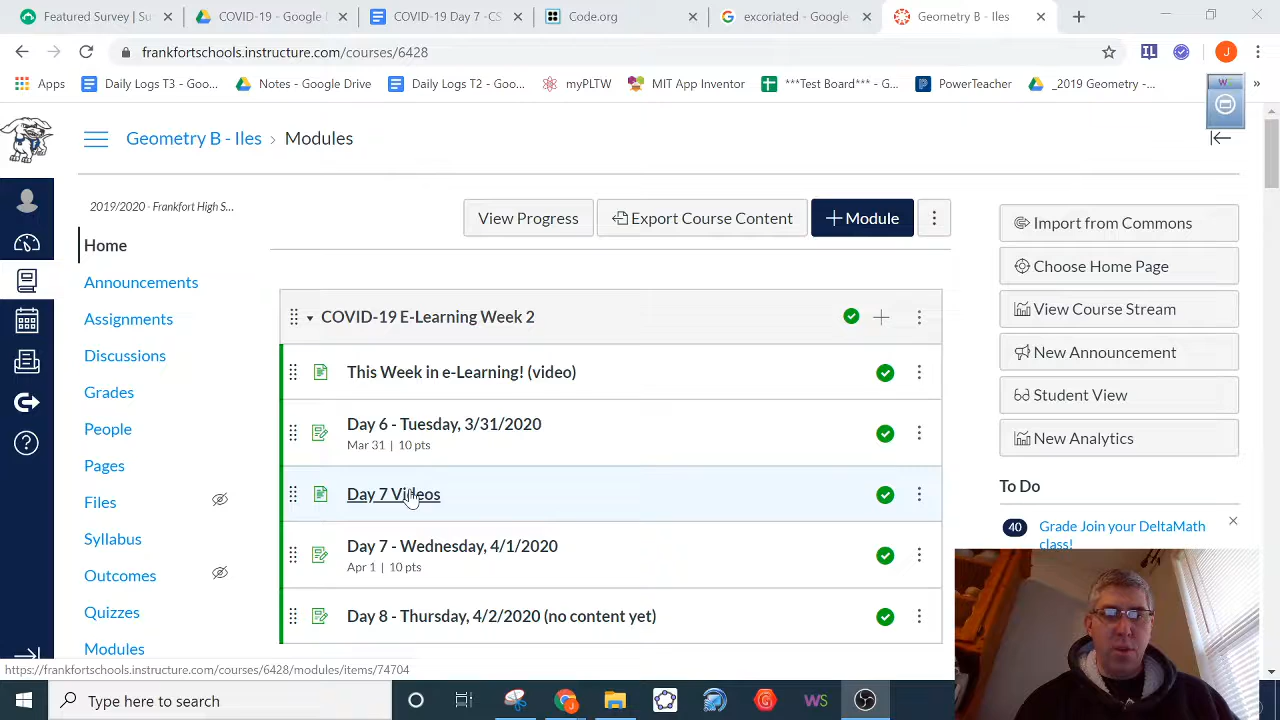 Featured Survey | Su
COVID-19 - Google
COVID-19 Day 7 -CS
Code.org
excoriated - Google
Geometry B - Iles
frankfortschools.instructure.com/courses/6428
Apps
Daily Logs T3 - Goo...
Notes - Google Drive
Daily Logs T2 - Goo...
myPLTW
MIT App Inventor
***Test Board*** - G...
PowerTeacher
_2019 Geometry -...
Geometry B - Iles > Modules
2019/2020 - Frankfort High S...
View Progress
Export Course Content
+ Module
Home
Announcements
Assignments
Discussions
Grades
People
Pages
Files
Syllabus
Outcomes
Quizzes
Modules
COVID-19 E-Learning Week 2
This Week in e-Learning! (video)
Day 6 - Tuesday, 3/31/2020
Mar 31 | 10 pts
Day 7 Videos
Day 7 - Wednesday, 4/1/2020
Apr 1 | 10 pts
Day 8 - Thursday, 4/2/2020 (no content yet)
Import from Commons
Choose Home Page
View Course Stream
New Announcement
Student View
New Analytics
To Do
40
Grade Join your DeltaMath
class!
https://frankfortschools.instructure.com/courses/6428/modules/items/74704
Type here to search
WS